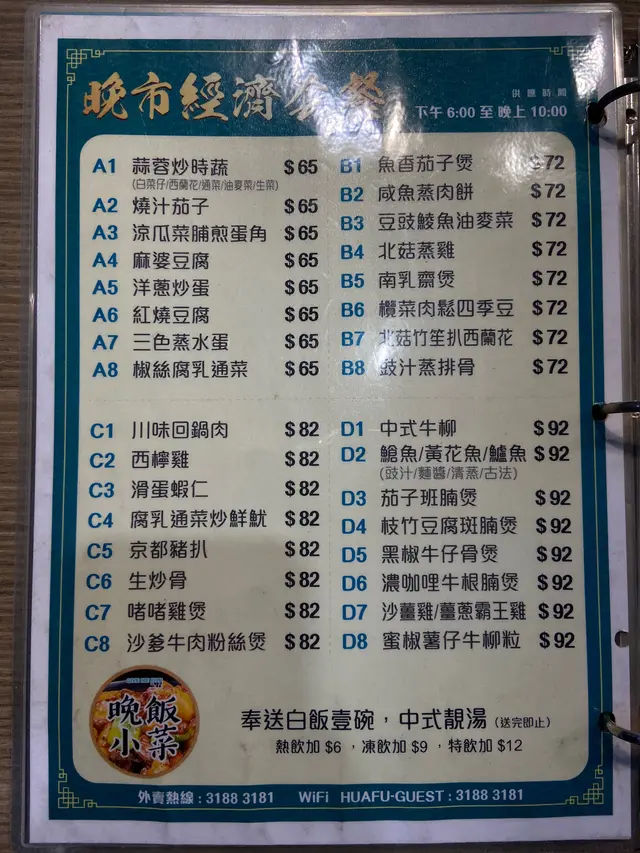 晚市經濟套餐
供應時間
下午 6:00 至 晚上 10:00
A1 蒜蓉炒時蔬 $65
(白菜仔/西蘭花/通菜/油麥菜/生菜)
A2 燒汁茄子 $65
A3 涼瓜菜脯煎蛋角 $65
A4 麻婆豆腐 $65
A5 洋蔥炒蛋 $65
A6 紅燒豆腐 $65
A7 三色蒸水蛋 $65
A8 椒絲腐乳通菜 $65
B1 魚香茄子煲 $72
B2 咸魚蒸肉餅 $72
B3 豆豉鯪魚油麥菜 $72
B4 北菇蒸雞 $72
B5 南乳齋煲 $72
B6 欖菜肉鬆四季豆 $72
B7 北菇竹笙扒西蘭花 $72
B8 豉汁蒸排骨 $72
C1 川味回鍋肉 $82
C2 西檸雞 $82
C3 滑蛋蝦仁 $82
C4 腐乳通菜炒鮮魷 $82
C5 京都豬扒 $82
C6 生炒骨 $82
C7 啫啫雞煲 $82
C8 沙爹牛肉粉絲煲 $82
D1 中式牛柳 $92
D2 鯧魚/黃花魚/鱸魚 $92
(豉汁/麵醬/清蒸/古法)
D3 茄子班腩煲 $92
D4 枝竹豆腐斑腩煲 $92
D5 黑椒牛仔骨煲 $92
D6 濃咖哩牛根腩煲 $92
D7 沙薑雞/薑蔥霸王雞 $92
D8 蜜椒薯仔牛柳粒 $92
晚飯
小菜
奉送白飯壹碗，中式靚湯 (送完即止)
熱飲加 $6 ，凍飲加 $9 ，特飲加 $12
外賣熱線 : 3188 3181 WiFi HUAFU-GUEST : 3188 3181